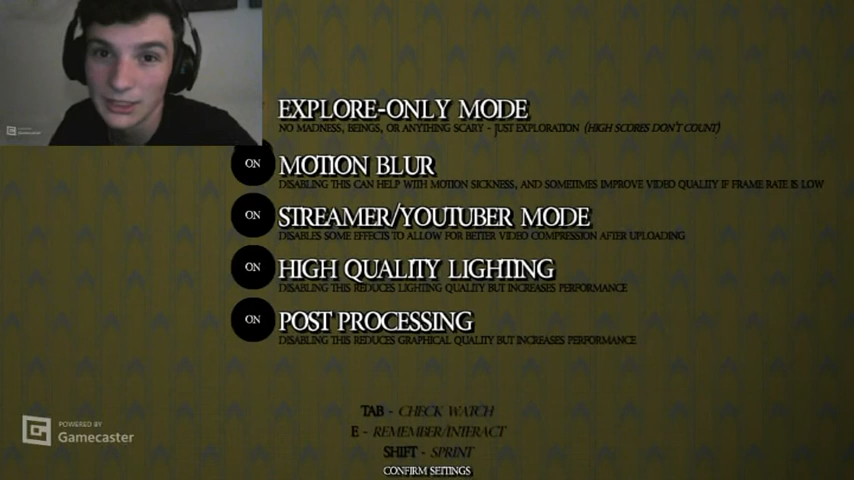 EXPLORE-ONLY MODE
NO MADNESS, BEINGS, OR ANYTHING SCARY - JUST EXPLORATION (HIGH SCORES DON'T COUNT)
Gamecaster
ON MOTION BLUR
DISABLING THIS CAN HELP WITH MOTION SICKNESS, AND SOMETIMES IMPROVE VIDEO QUALITY IF FRAME RATE IS LOW
ON STREAMER/YOUTUBER MODE
DISABLES SOME EFFECTS TO ALLOW FOR BETTER VIDEO COMPRESSION AFTER UPLOADING
ON HIGH QUALITY LIGHTING
DISABLING THIS REDUCES LIGHTING QUALITY BUT INCREASES PERFORMANCE
ON POST PROCESSING
DISABLING THIS REDUCES GRAPHICAL QUALITY BUT INCREASES PERFORMANCE
TAB - CHECK WATCH
E - REMEMBER/INTERACT
SHIFT - SPRINT
CONFIRM SETTINGS
POWERED BY
Gamecaster